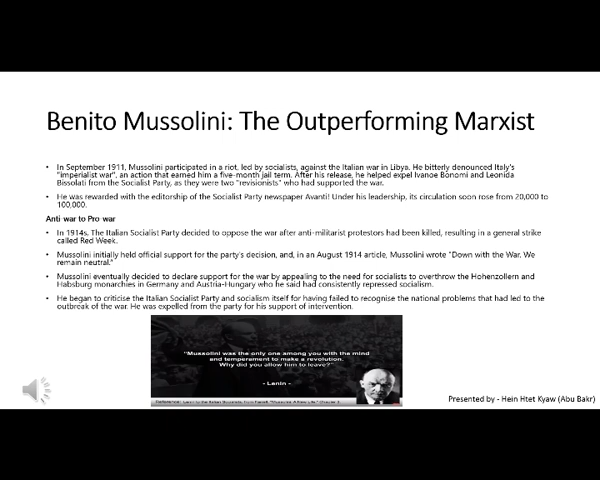 Benito Mussolini: The Outperforming Marxist
• In September 1911, Mussolini participated in a riot, led by socialists, against the Italian war in Libya. He bitterly denounced Italy's
"imperialist war", an action that earned him a five-month jail term. After his release, he helped expel Ivanoe Bonomi and Leonida
Bissolati from the Socialist Party, as they were two "revisionists" who had supported the war.
• He was rewarded with the editorship of the Socialist Party newspaper Avanti! Under his leadership, its circulation soon rose from 20,000 to
100,000.
Anti war to Pro war
• In 1914s, The Italian Socialist Party decided to oppose the war after anti-militarist protestors had been killed, resulting in a general strike
called Red Week.
• Mussolini initially held official support for the party's decision, and, in an August 1914 article, Mussolini wrote "Down with the War. We
remain neutral."
• Mussolini eventually decided to declare support for the war by appealing to the need for socialists to overthrow the Hohenzollern and
Habsburg monarchies in Germany and Austria-Hungary who he said had consistently repressed socialism.
• He began to criticise the Italian Socialist Party and socialism itself for having failed to recognise the national problems that had led to the
outbreak of the war. He was expelled from the party for his support of intervention.
"Mussolini was the only one among you with the mind
and temperament to make a revolution.
Why did you allow him to leave?"
- Lenin -
Presented by - Hein Htet Kyaw (Abu Bakr)